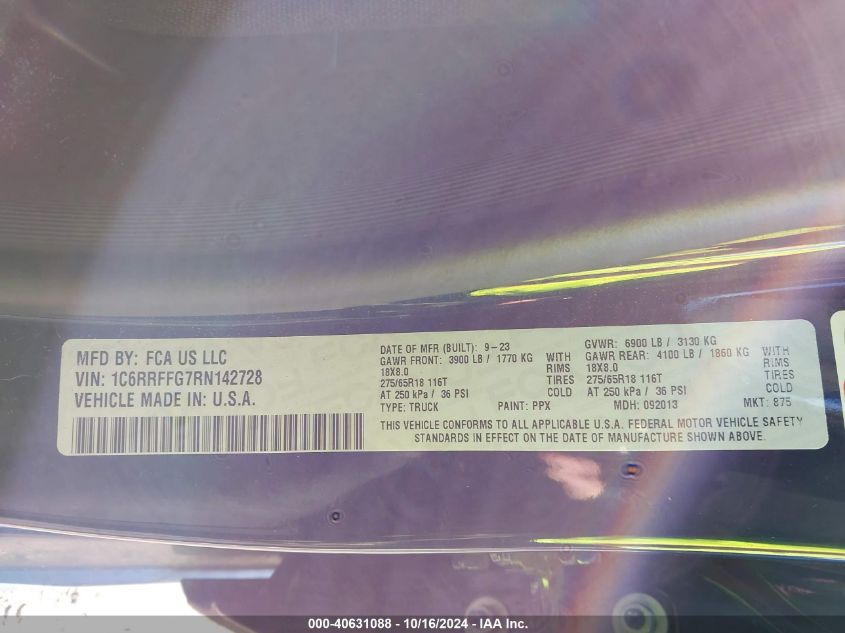 MFD BY: FCA US LLC
VIN: 1C6RRFFG7RN142728
VEHICLE MADE IN: U.S.A.
DATE OF MFR (BUILT): 9-23
GAWR FRONT: 3900 LB / 1770 KG WITH
18X8.0 RIMS
275/65R18 116T TIRES
AT 250 kPa / 36 PSI COLD
TYPE: TRUCK PAINT: PPX
GVWR: 6900 LB / 3130 KG
GAWR REAR: 4100 LB / 1860 KG WITH
18X8.0 RIMS
275/65R18 116T TIRES
AT 250 kPa / 36 PSI COLD
MDH: 092013 MKT: 875
THIS VEHICLE CONFORMS TO ALL APPLICABLE U.S.A. FEDERAL MOTOR VEHICLE SAFETY
STANDARDS IN EFFECT ON THE DATE OF MANUFACTURE SHOWN ABOVE.
000-40631088 - 10/16/2024 - IAA Inc.